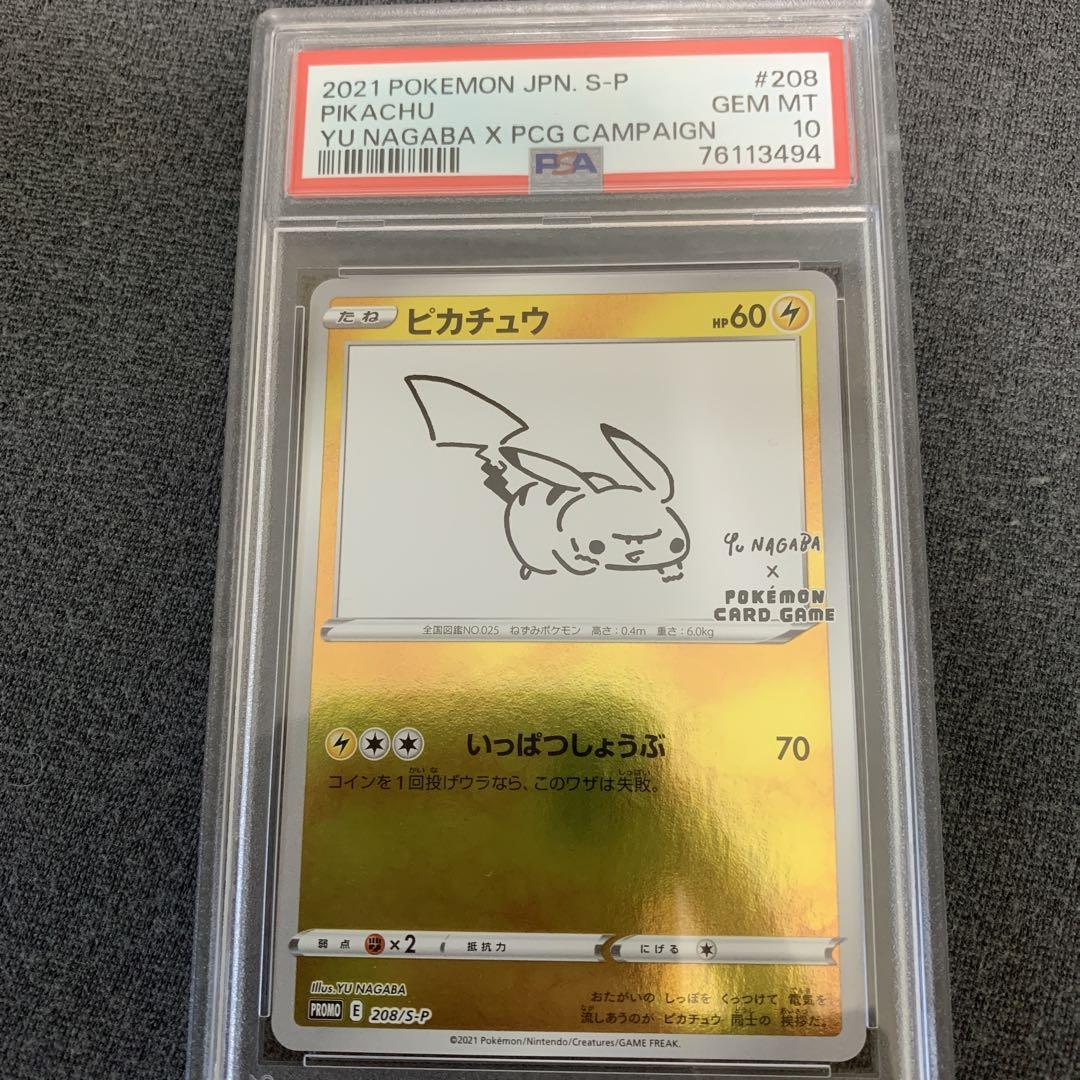 2021 POKEMON JPN. S-P #208
PIKACHU GEM MT
YU NAGABA X PCG CAMPAIGN 10
PSA 76113494
たね ピカチュウ HP60
YU NAGABA
×
POKÉMON
CARD GAME
全国図鑑NO.025 ねずみポケモン 高さ:0.4m 重さ:6.0kg
いっぱつしょうぶ 70
コインを1回投げウラなら、このワザは失敗。
弱点 ×2 抵抗力 にげる
Illus. YU NAGABA
PROMO E 208/S-P
おたがいの しっぽを くっつけて 電気を
流しあうのが ピカチュウ 同士の 挨拶だ。
©2021 Pokémon/Nintendo/Creatures/GAME FREAK.